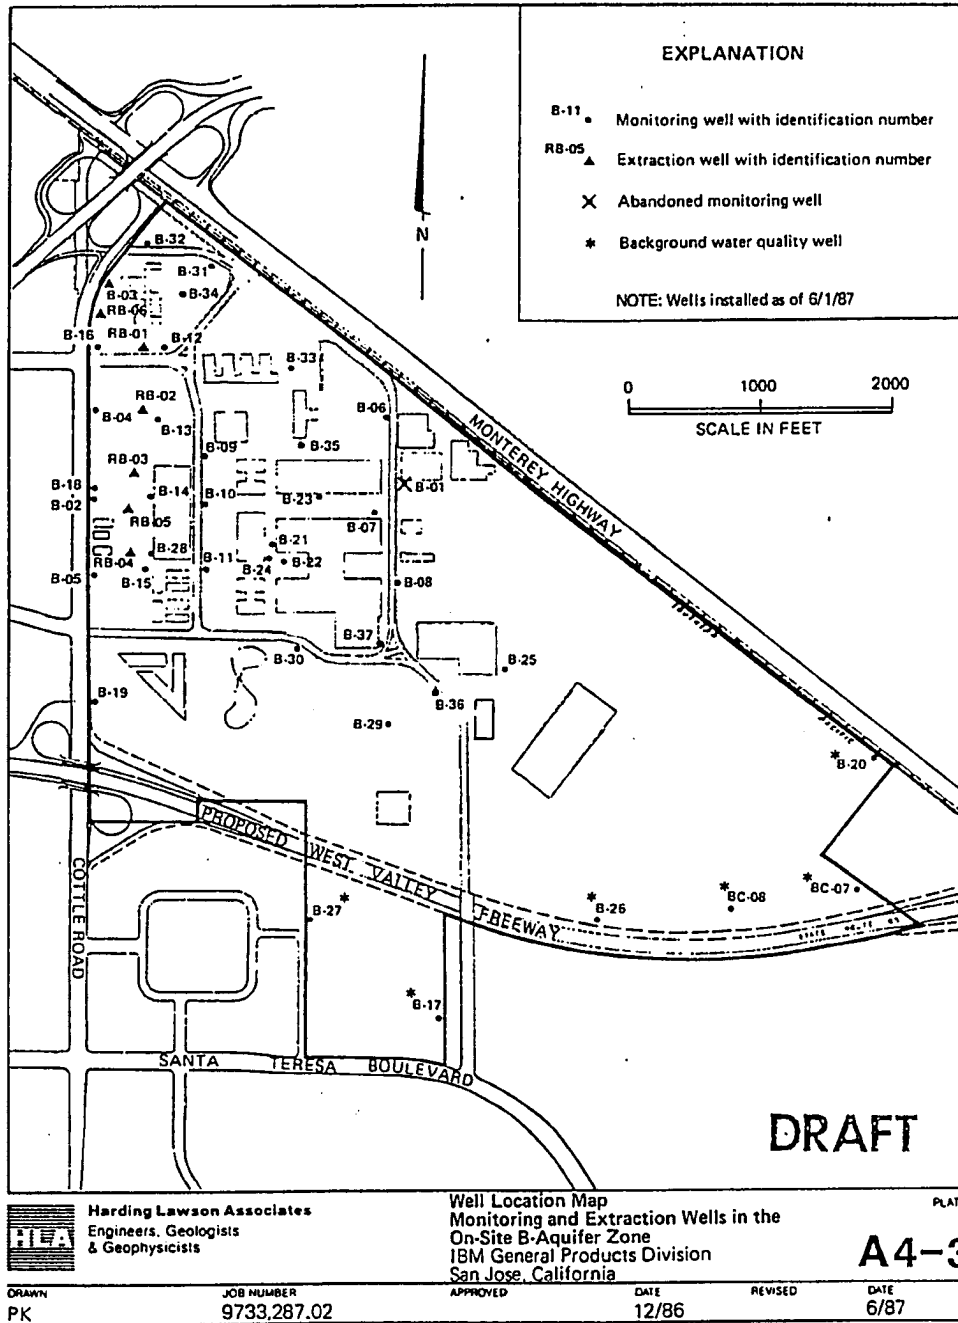 EXPLANATION
B-11 Monitoring well with identification number
RB-05 Extraction well with identification number
Abandoned monitoring well
* Background water quality well
NOTE: Wells installed as of 6/1/87
N
0 1000 2000
SCALE IN FEET
B-32
B-31
B-03
B-34
RB-06
B-16
RB-01
B-12
B-33
RB-02
B-04
B-13
B-06
MONTEREY HIGHWAY
B-09
B-35
RB-03
B-18
B-14
B-10
B-23
B-01
B-02
RB-05
B-07
B-21
B-28
RB-04
B-24
B-22
B-05
B-15
B-11
B-08
B-37
B-30
B-25
B-19
B-36
B-29
PACIFIC
* B-20
PROPOSED WEST VALLEY FREEWAY
COTTLE ROAD
* BC-07
* BC-08
* B-26
B-27 *
STATE ROUTE 85
* B-17
SANTA TERESA BOULEVARD
DRAFT
HLA
Harding Lawson Associates
Engineers, Geologists
& Geophysicists
Well Location Map
Monitoring and Extraction Wells in the
On-Site B-Aquifer Zone
IBM General Products Division
San Jose, California
PLAT
A4-3
DRAWN
PK
JOB NUMBER
9733,287.02
APPROVED
DATE
12/86
REVISED
DATE
6/87